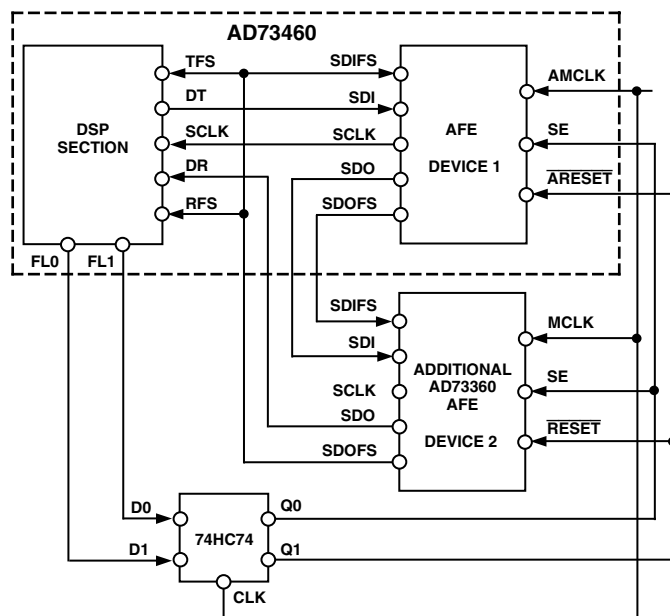 AD73460
TFS SDIFS
DT SDI
SCLK SCLK
DR SDO
RFS SDOFS
DSP
SECTION
AFE
DEVICE 1
AMCLK
SE
ARESET
FL0 FL1
SDIFS
SDI
SCLK
SDO
SDOFS
ADDITIONAL
AD73360
AFE
DEVICE 2
MCLK
SE
RESET
D0
D1
74HC74
Q0
Q1
CLK